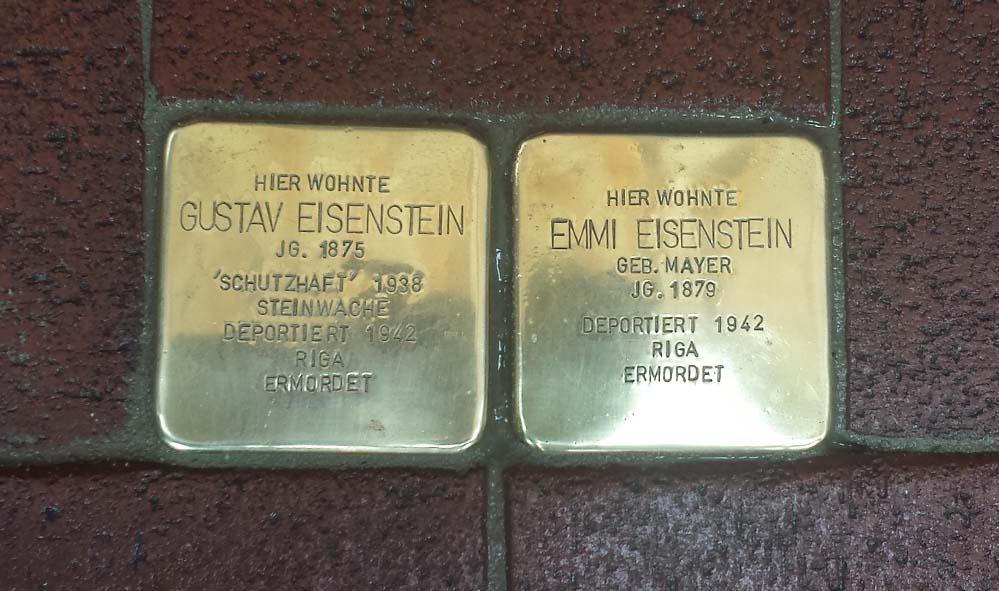 HIER WOHNTE
GUSTAV EISENSTEIN
JG. 1875
'SCHUTZHAFT' 1938
STEINWACHE
DEPORTIERT 1942
RIGA
ERMORDET
HIER WOHNTE
EMMI EISENSTEIN
GEB. MAYER
JG. 1879
DEPORTIERT 1942
RIGA
ERMORDET